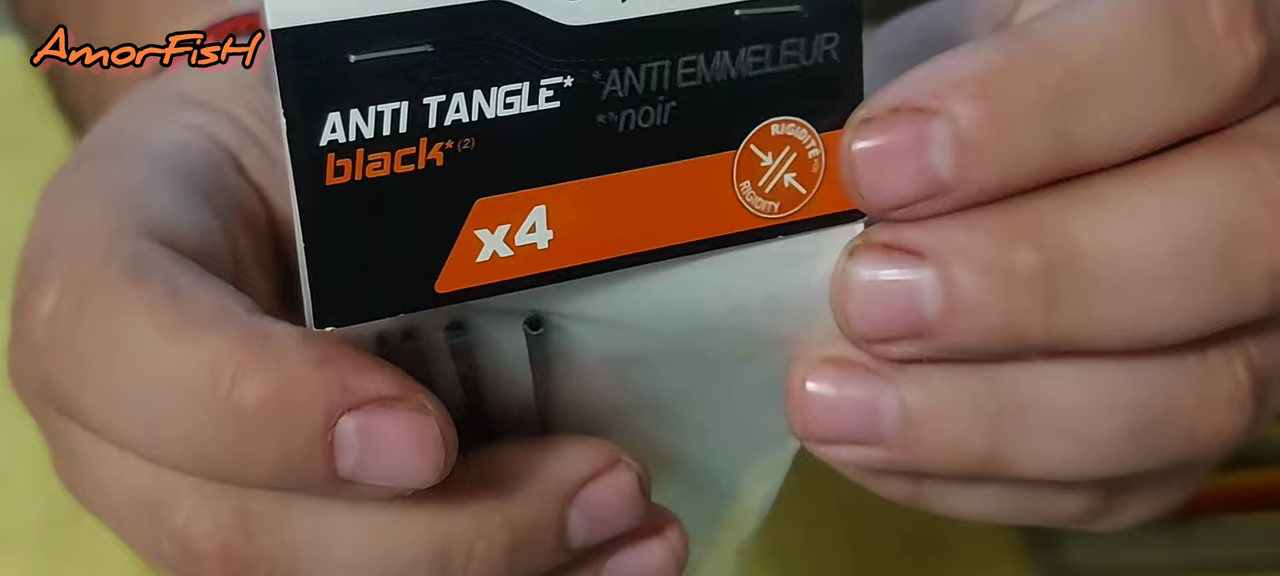 AmorFisH
ANTI TANGLE*
black*(2)
*ANTI EMMELEUR
**noir
x4
RIGIDITÉ
RIGIDITY